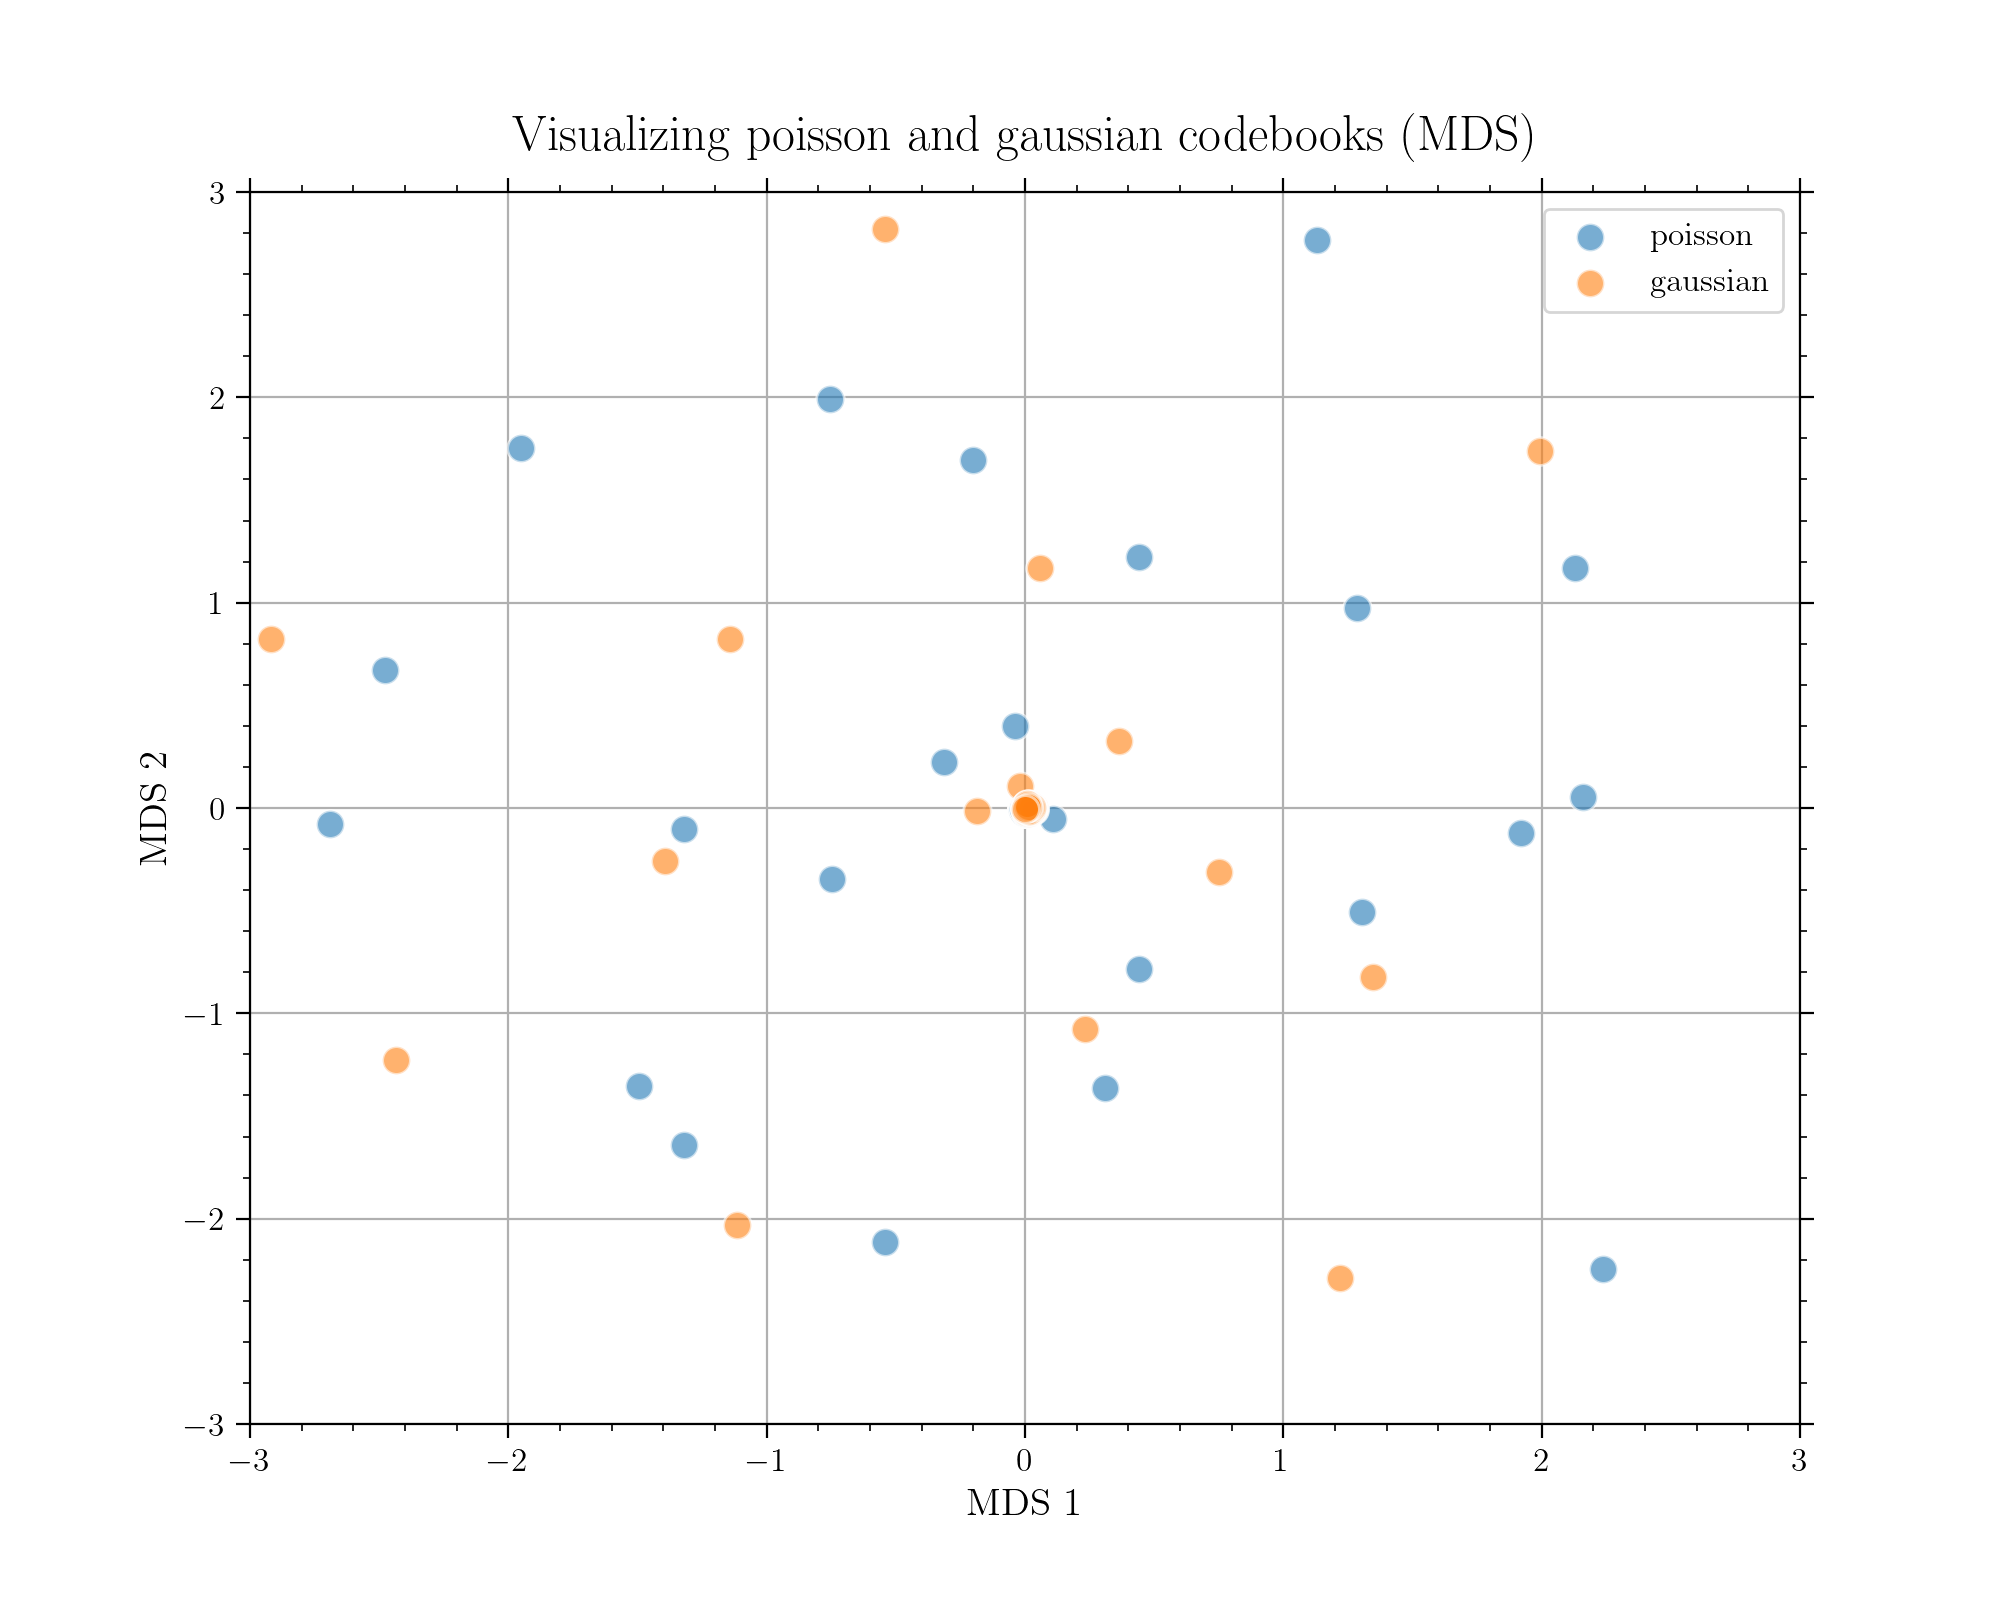 Visualizing poisson and gaussian codebooks (MDS)
poisson
gaussian
MDS 2
3
2
1
0
−1
−2
−3
−3 −2 −1 0 1 2 3
MDS 1